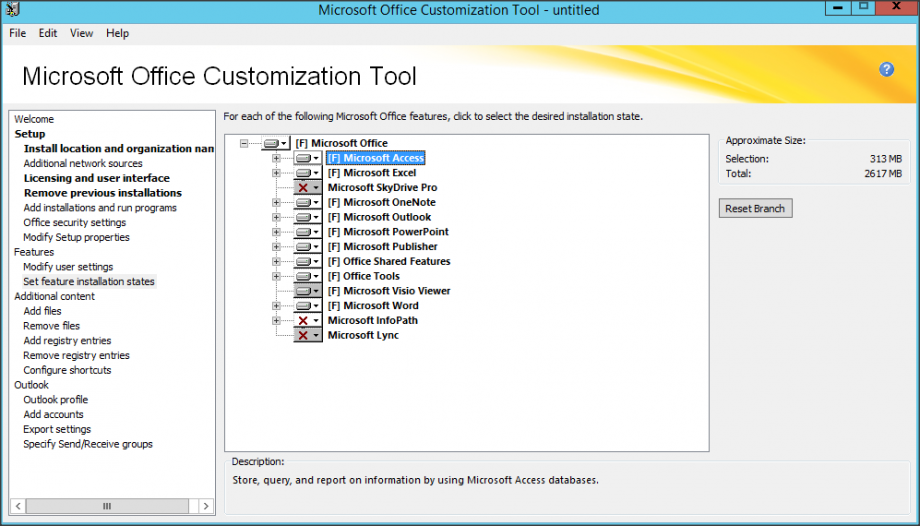 Microsoft Office Customization Tool - untitled
File Edit View Help
Microsoft Office Customization Tool
?
Welcome
Setup
Install location and organization nan
Additional network sources
Licensing and user interface
Remove previous installations
Add installations and run programs
Office security settings
Modify Setup properties
Features
Modify user settings
Set feature installation states
Additional content
Add files
Remove files
Add registry entries
Remove registry entries
Configure shortcuts
Outlook
Outlook profile
Add accounts
Export settings
Specify Send/Receive groups
For each of the following Microsoft Office features, click to select the desired installation state.
[F] Microsoft Office
[F] Microsoft Access
[F] Microsoft Excel
Microsoft SkyDrive Pro
[F] Microsoft OneNote
[F] Microsoft Outlook
[F] Microsoft PowerPoint
[F] Microsoft Publisher
[F] Office Shared Features
[F] Office Tools
[F] Microsoft Visio Viewer
[F] Microsoft Word
Microsoft InfoPath
Microsoft Lync
Approximate Size:
Selection: 313 MB
Total: 2617 MB
Reset Branch
Description:
Store, query, and report on information by using Microsoft Access databases.